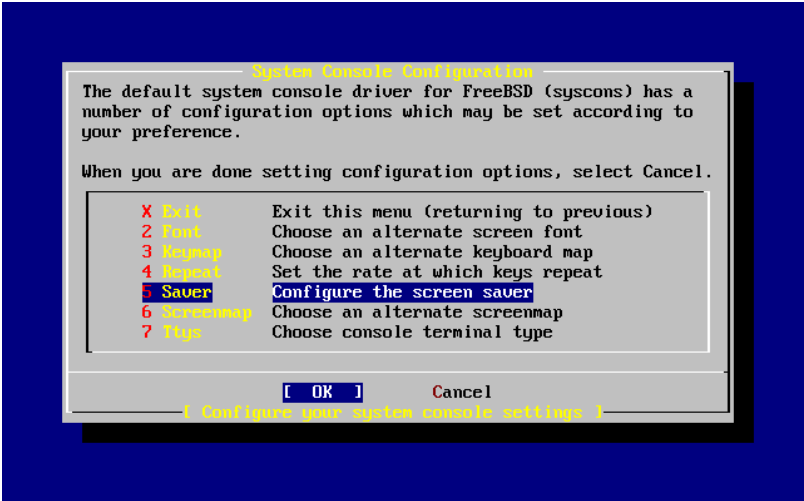 System Console Configuration
The default system console driver for FreeBSD (syscons) has a
number of configuration options which may be set according to
your preference.
When you are done setting configuration options, select Cancel.
X Exit Exit this menu (returning to previous)
2 Font Choose an alternate screen font
3 Keymap Choose an alternate keyboard map
4 Repeat Set the rate at which keys repeat
5 Saver Configure the screen saver
6 Screenmap Choose an alternate screenmap
7 Ttys Choose console terminal type
[ OK ] Cancel
[ Configure your system console settings ]